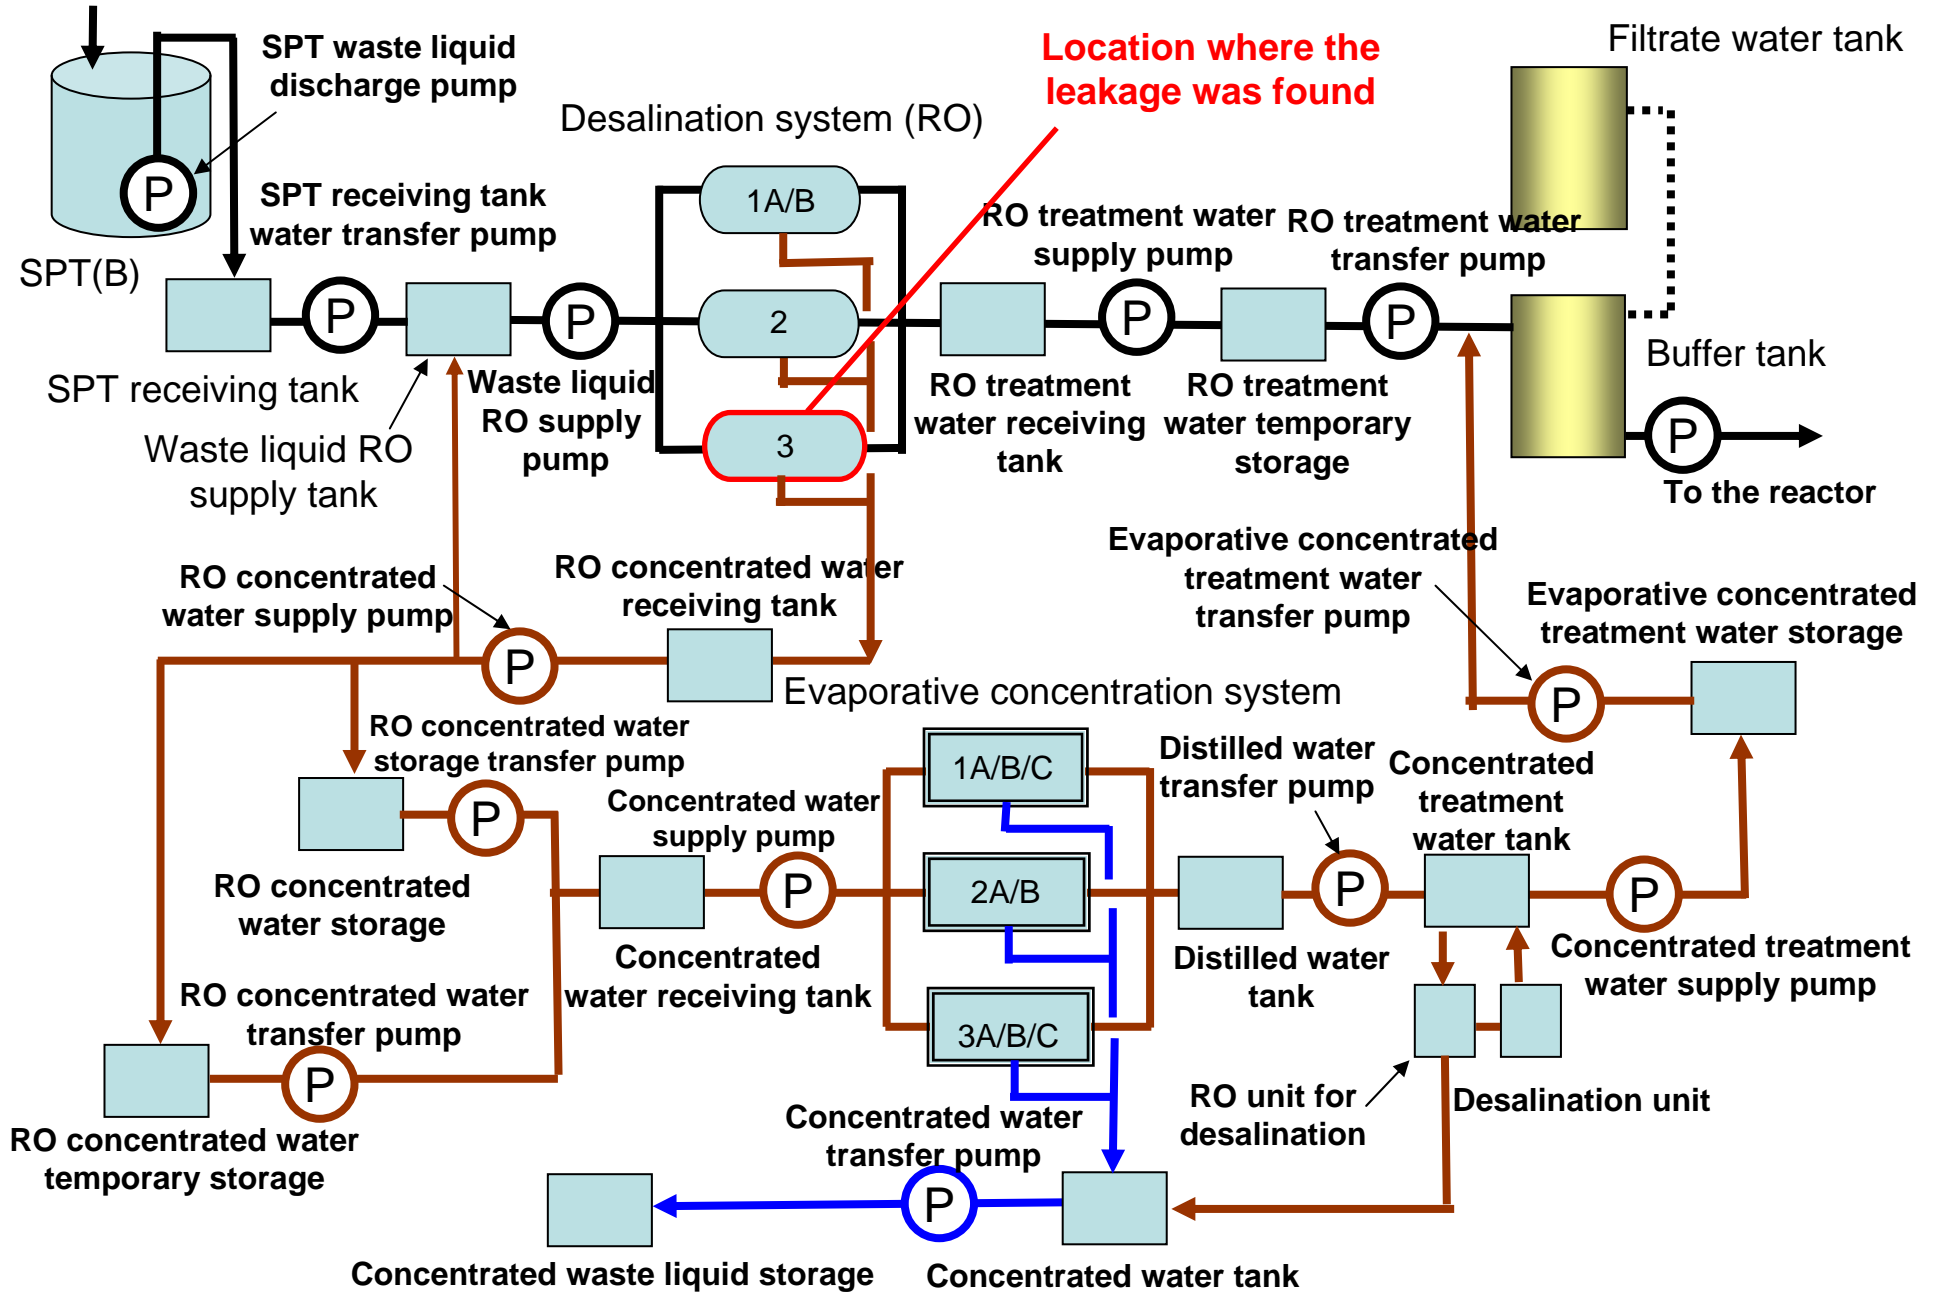 SPT waste liquid
discharge pump
Location where the
leakage was found
Filtrate water tank
Desalination system (RO)
P
SPT receiving tank
water transfer pump
1A/B
RO treatment water
supply pump
RO treatment water
transfer pump
SPT(B)
P
P
2
P
P
SPT receiving tank
Waste liquid RO
supply tank
Waste liquid
RO supply
pump
3
RO treatment
water receiving
tank
RO treatment
water temporary
storage
Buffer tank
P
To the reactor
RO concentrated
water supply pump
RO concentrated water
receiving tank
Evaporative concentrated
treatment water
transfer pump
Evaporative concentrated
treatment water storage
P
P
Evaporative concentration system
RO concentrated water
storage transfer pump
P
Concentrated water
supply pump
1A/B/C
Distilled water
transfer pump
Concentrated
treatment
water tank
RO concentrated
water storage
P
2A/B
P
P
Concentrated
water receiving tank
Distilled water
tank
Concentrated treatment
water supply pump
RO concentrated water
transfer pump
3A/B/C
P
RO concentrated water
temporary storage
RO unit for
desalination
Desalination unit
Concentrated water
transfer pump
P
Concentrated waste liquid storage
Concentrated water tank